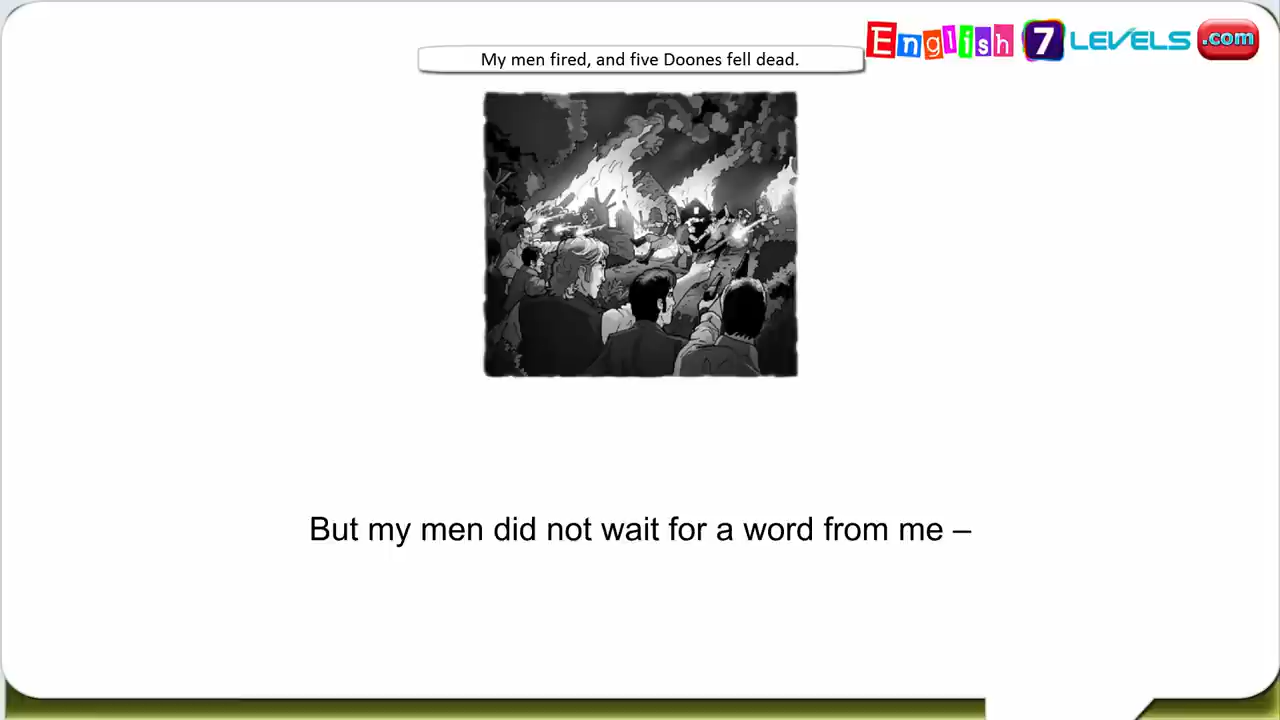 English 7 LEVELS .com
My men fired, and five Doones fell dead.
But my men did not wait for a word from me –